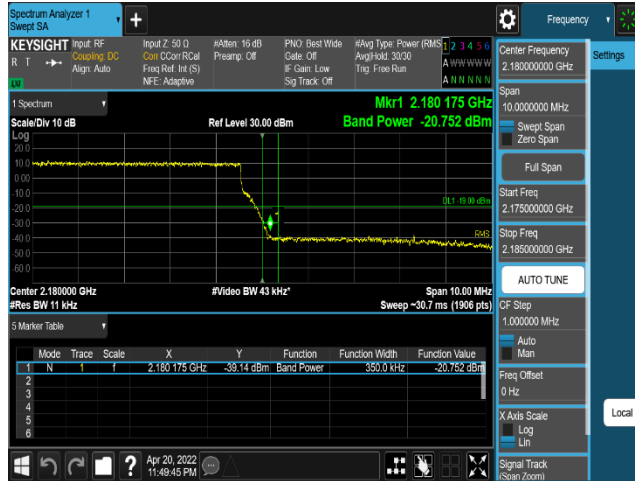 Spectrum Analyzer 1
Swept SA
+
Frequency
KEYSIGHT
R T
LXI
Input: RF
Coupling: DC
Align: Auto
Input Z: 50 Ω
Corr CCorr RCal
Freq Ref: Int (S)
NFE: Adaptive
#Atten: 16 dB
Preamp: Off
PNO: Best Wide
Gate: Off
IF Gain: Low
Sig Track: Off
#Avg Type: Power (RMS
Avg|Hold: 30/30
Trig: Free Run
1 2 3 4 5 6
A W W W W W
A N N N N N
1 Spectrum
Scale/Div 10 dB
Ref Level 30.00 dBm
Mkr1 2.180 175 GHz
Band Power -20.752 dBm
Log
20.0
10.0
0.00
-10.0
-20.0
-30.0
-40.0
-50.0
-60.0
DL1 -19.00 dBm
1
RMS
Center 2.180000 GHz
#Video BW 43 kHz*
Span 10.00 MHz
#Res BW 11 kHz
Sweep ~30.7 ms (1906 pts)
5 Marker Table
Mode Trace Scale X Y Function Function Width Function Value
1 N 1 f 2.180 175 GHz -39.14 dBm Band Power 350.0 kHz -20.752 dBm
2
3
4
5
6
Apr 20, 2022
11:49:45 PM
?
Center Frequency
2.180000000 GHz
Settings
Span
10.0000000 MHz
Swept Span
Zero Span
Full Span
Start Freq
2.175000000 GHz
Stop Freq
2.185000000 GHz
AUTO TUNE
CF Step
1.000000 MHz
Auto
Man
Freq Offset
0 Hz
X Axis Scale
Log
Lin
Local
Signal Track
(Span Zoom)